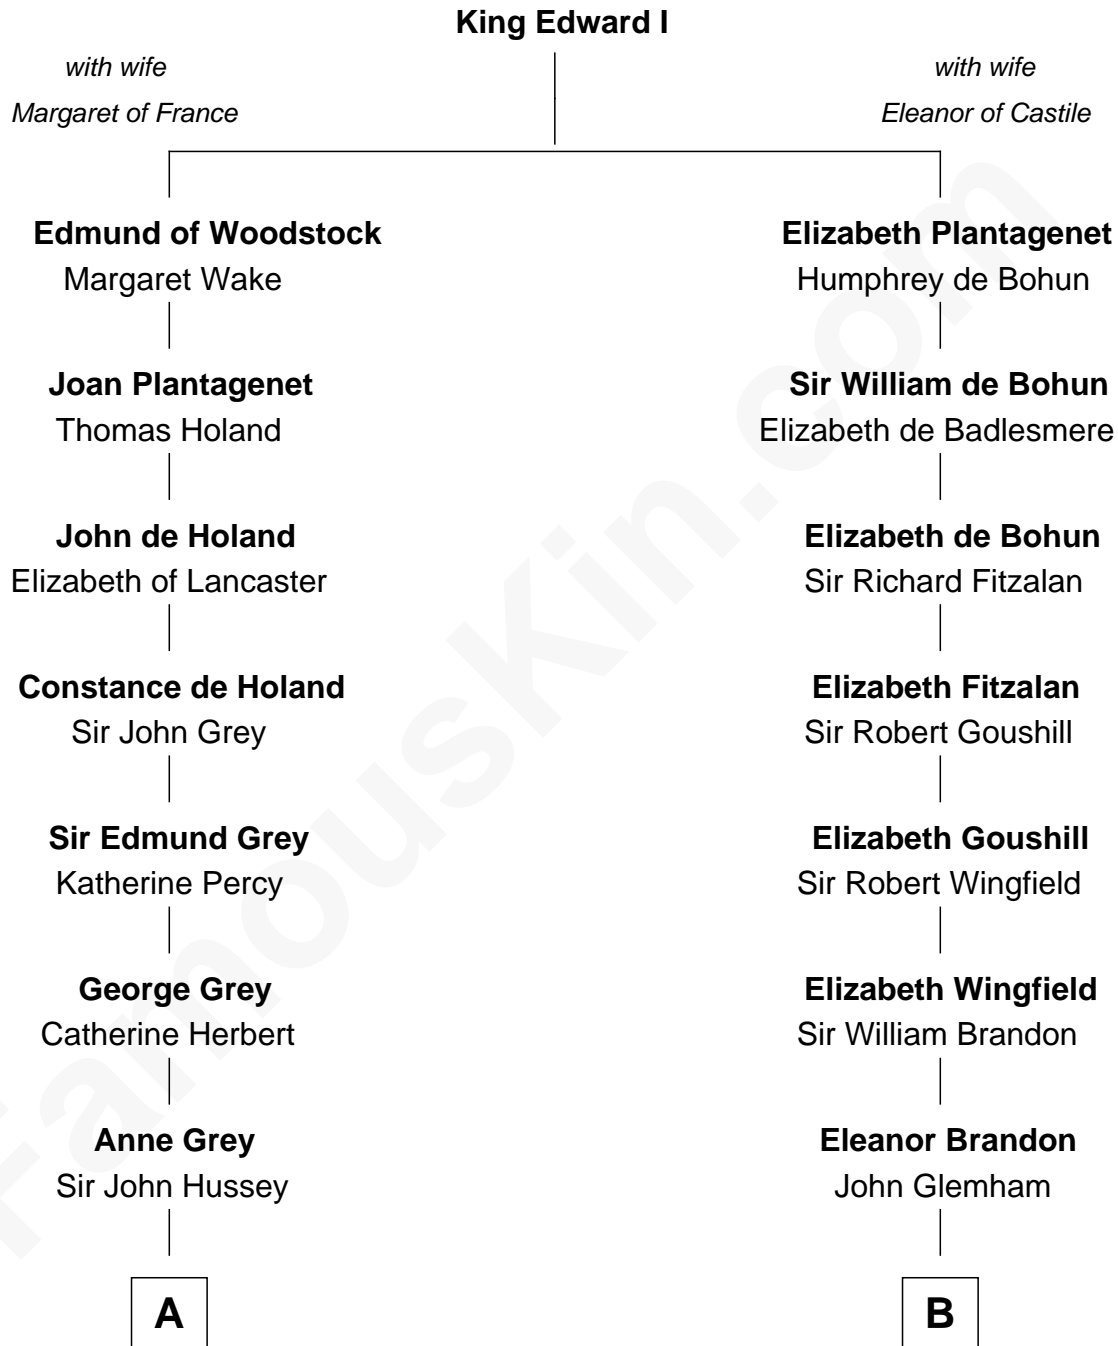 King Edward I
with wife
Margaret of France
with wife
Eleanor of Castile
Edmund of Woodstock
Margaret Wake
Elizabeth Plantagenet
Humphrey de Bohun
Joan Plantagenet
Thomas Holand
Sir William de Bohun
Elizabeth de Badlesmere
John de Holand
Elizabeth of Lancaster
Elizabeth de Bohun
Sir Richard Fitzalan
Constance de Holand
Sir John Grey
Elizabeth Fitzalan
Sir Robert Goushill
Sir Edmund Grey
Katherine Percy
Elizabeth Goushill
Sir Robert Wingfield
George Grey
Catherine Herbert
Elizabeth Wingfield
Sir William Brandon
Anne Grey
Sir John Hussey
Eleanor Brandon
John Glemham
A
B
FamousKin.com